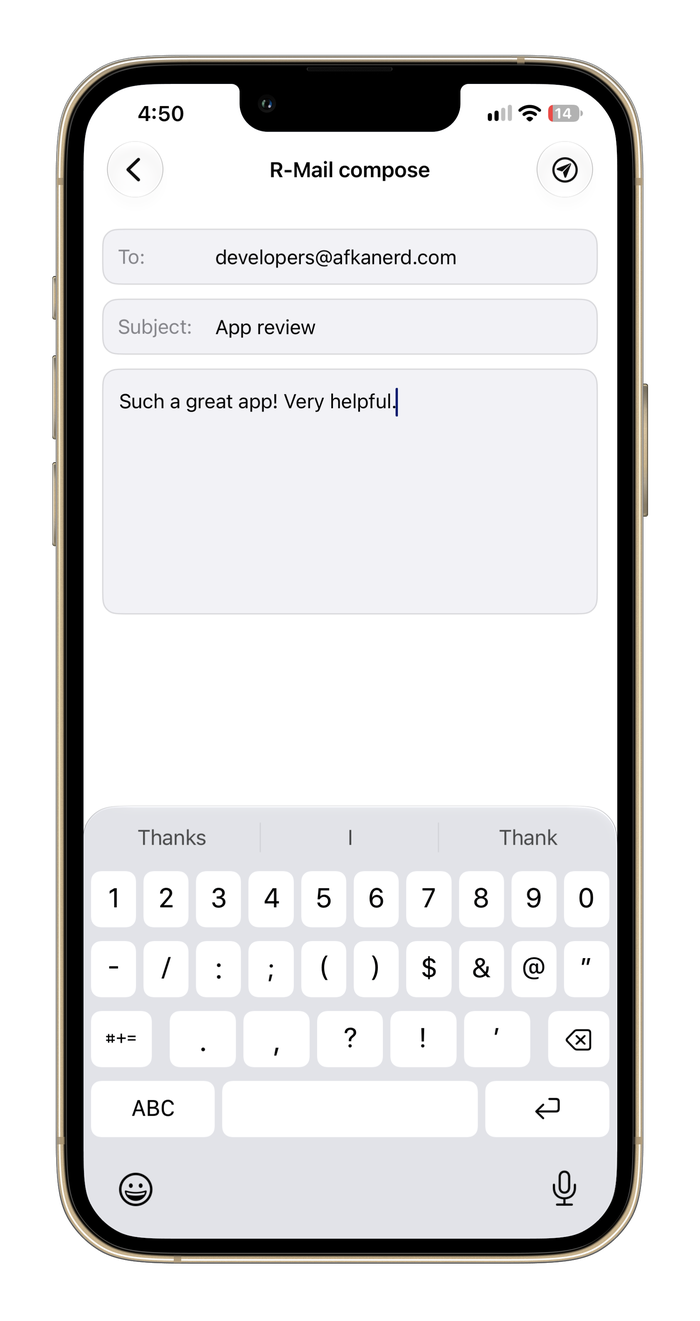 4:50
14
R-Mail compose
To: developers@afkanerd.com
Subject: App review
Such a great app! Very helpful.
Thanks I Thank
1 2 3 4 5 6 7 8 9 0
- / : ; ( ) $ & @ "
#+= . , ? ! '
ABC